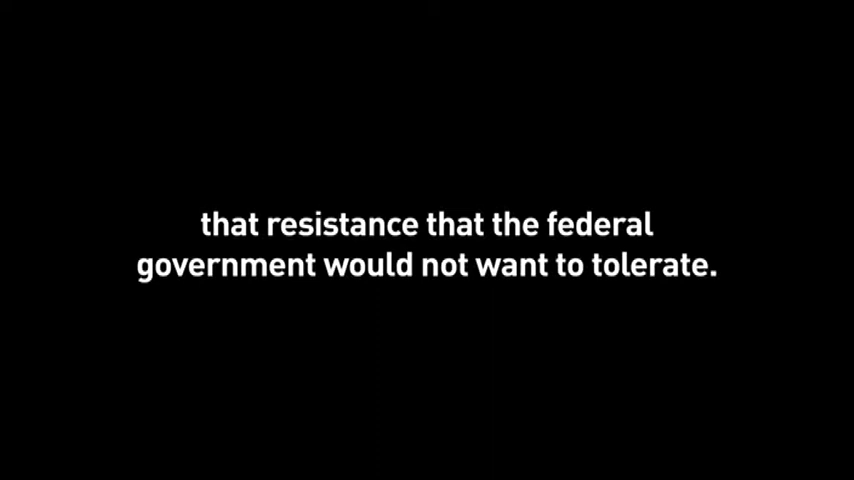 that resistance that the federal
government would not want to tolerate.